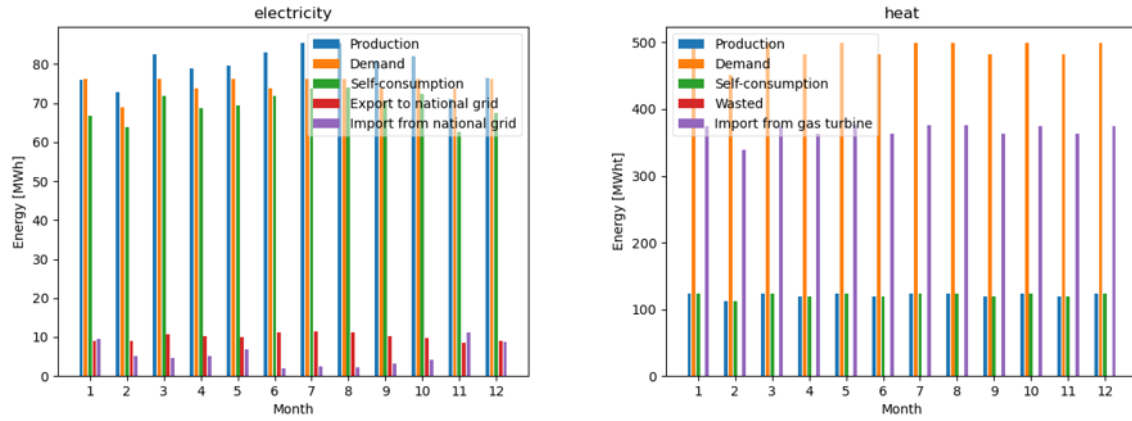 electricity
Energy [MWh]
80
70
60
50
40
30
20
10
0
Production
Demand
Self-consumption
Export to national grid
Import from national grid
1 2 3 4 5 6 7 8 9 10 11 12
Month
heat
Energy [MWht]
500
400
300
200
100
0
Production
Demand
Self-consumption
Wasted
Import from gas turbine
1 2 3 4 5 6 7 8 9 10 11 12
Month